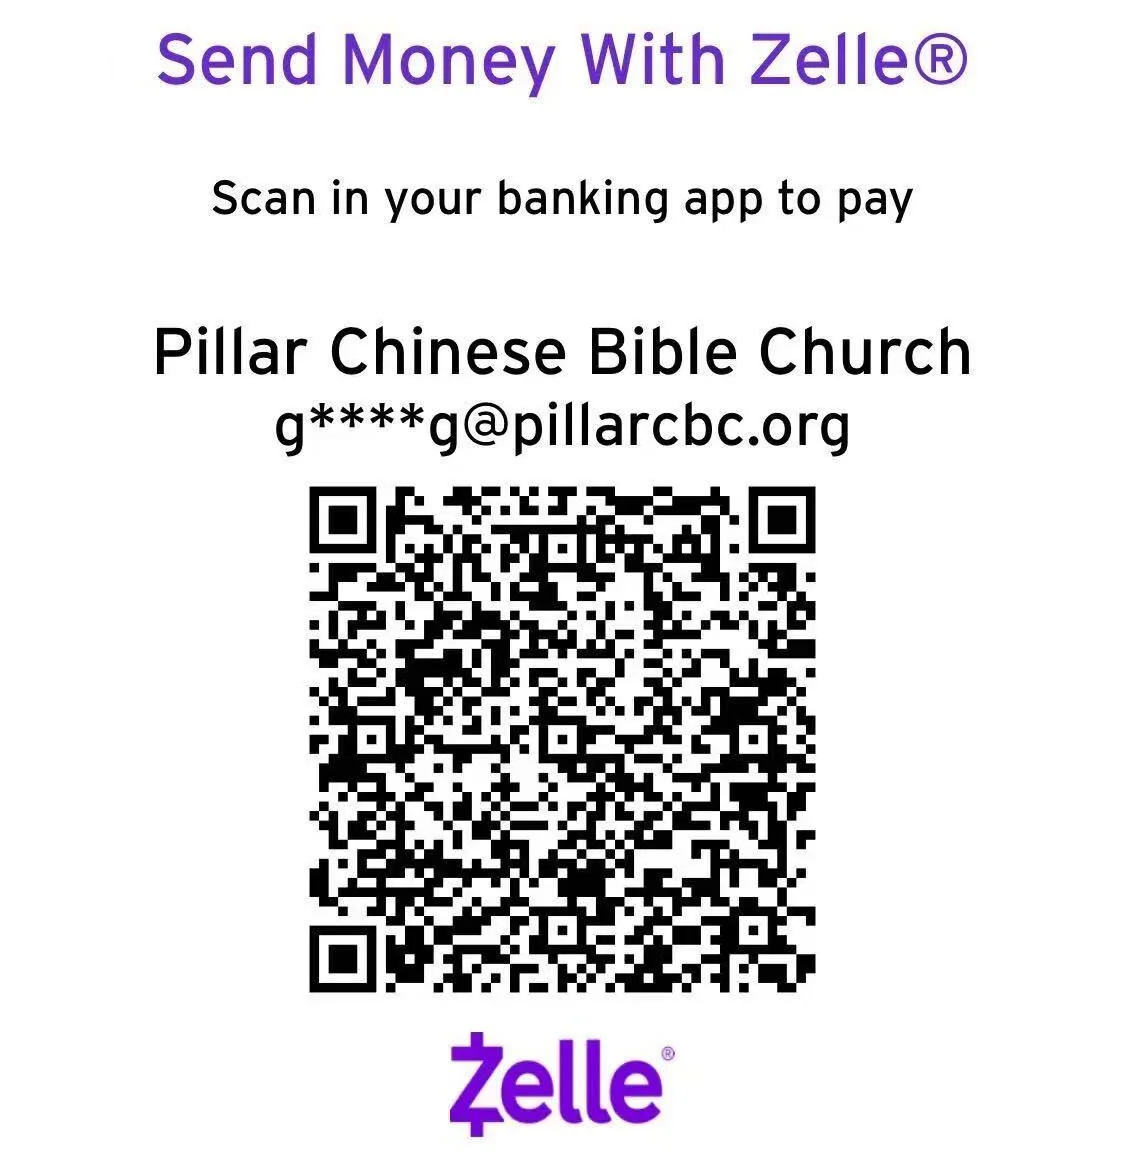 Send Money With Zelle®
Scan in your banking app to pay
Pillar Chinese Bible Church
g****g@pillarcbc.org
Zelle®